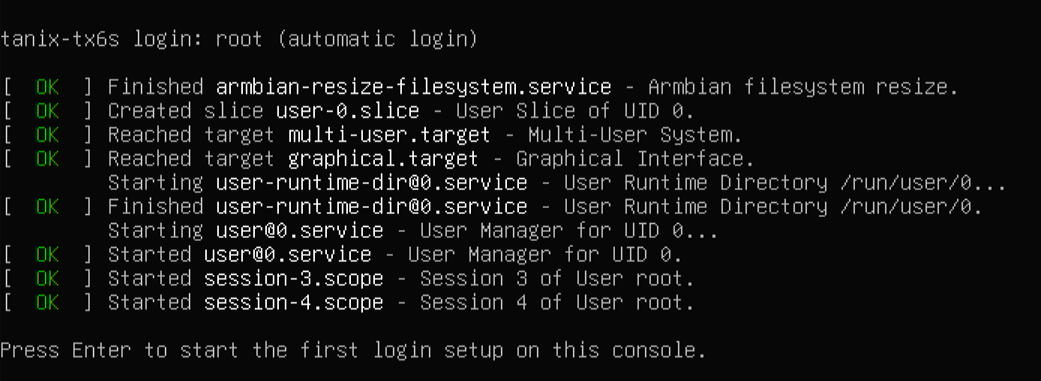 tanix-tx6s login: root (automatic login)
[  OK  ] Finished armbian-resize-filesystem.service - Armbian filesystem resize.
[  OK  ] Created slice user-0.slice - User Slice of UID 0.
[  OK  ] Reached target multi-user.target - Multi-User System.
[  OK  ] Reached target graphical.target - Graphical Interface.
Starting user-runtime-dir@0.service - User Runtime Directory /run/user/0...
[  OK  ] Finished user-runtime-dir@0.service - User Runtime Directory /run/user/0.
Starting user@0.service - User Manager for UID 0...
[  OK  ] Started user@0.service - User Manager for UID 0.
[  OK  ] Started session-3.scope - Session 3 of User root.
[  OK  ] Started session-4.scope - Session 4 of User root.
Press Enter to start the first login setup on this console.